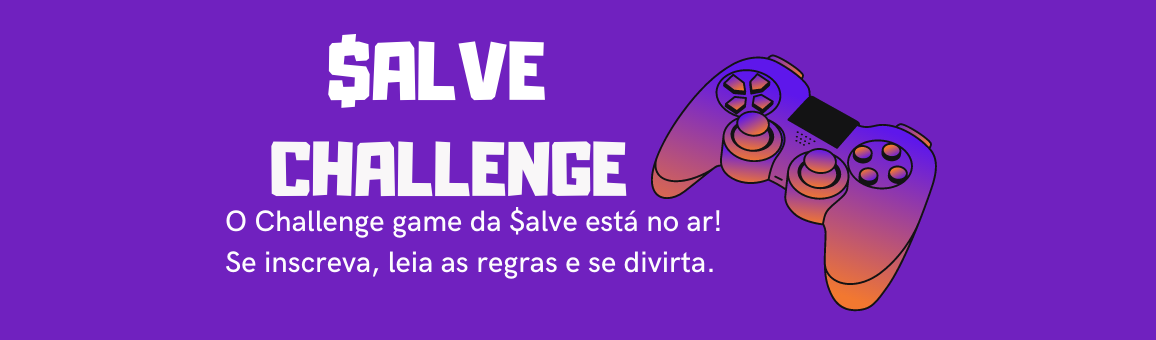 $ALVE
CHALLENGE
O Challenge game da $alve está no ar!
Se inscreva, leia as regras e se divirta.